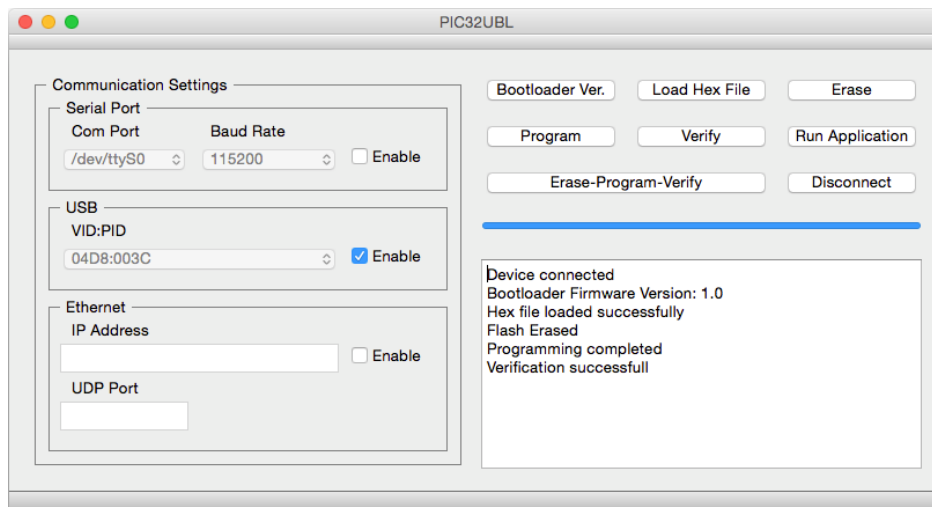 PIC32UBL
Communication Settings
Serial Port
Com Port Baud Rate
/dev/ttyS0 115200 Enable
USB
VID:PID
04D8:003C Enable
Ethernet
IP Address
Enable
UDP Port
Bootloader Ver. Load Hex File Erase
Program Verify Run Application
Erase-Program-Verify Disconnect
Device connected
Bootloader Firmware Version: 1.0
Hex file loaded successfully
Flash Erased
Programming completed
Verification successfull